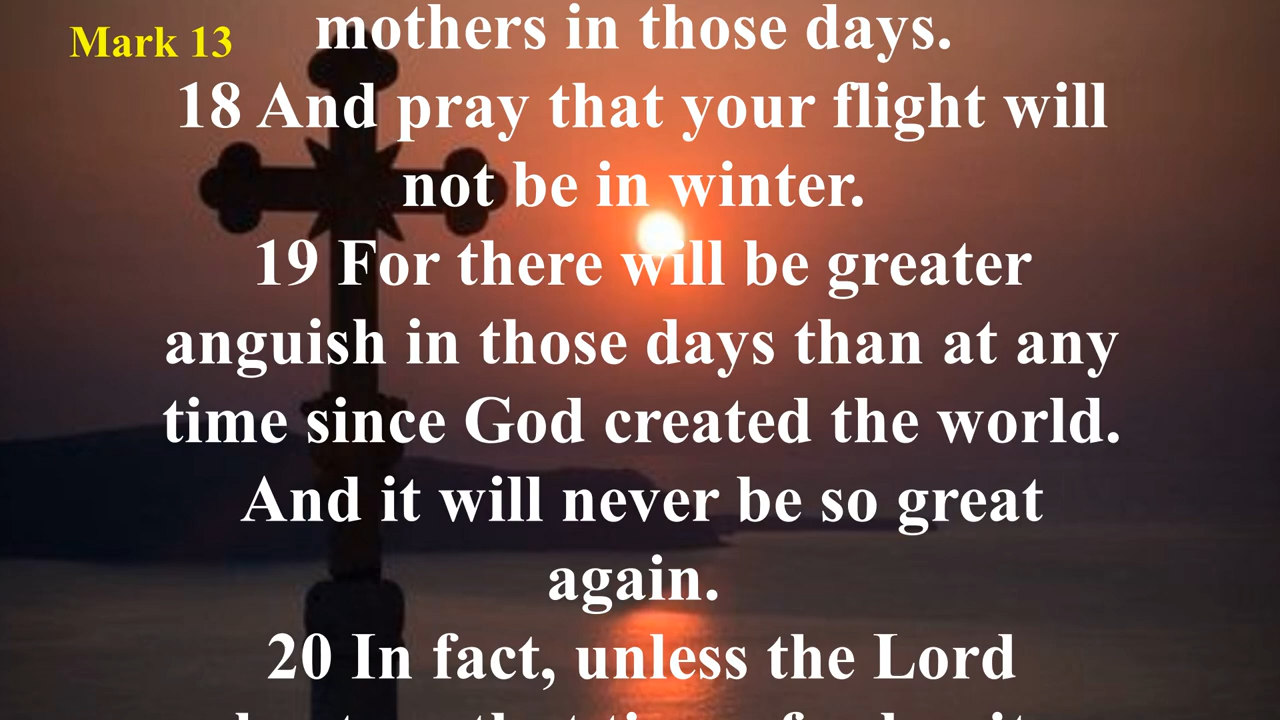 Mark 13
mothers in those days.
18 And pray that your flight will
not be in winter.
19 For there will be greater
anguish in those days than at any
time since God created the world.
And it will never be so great
again.
20 In fact, unless the Lord